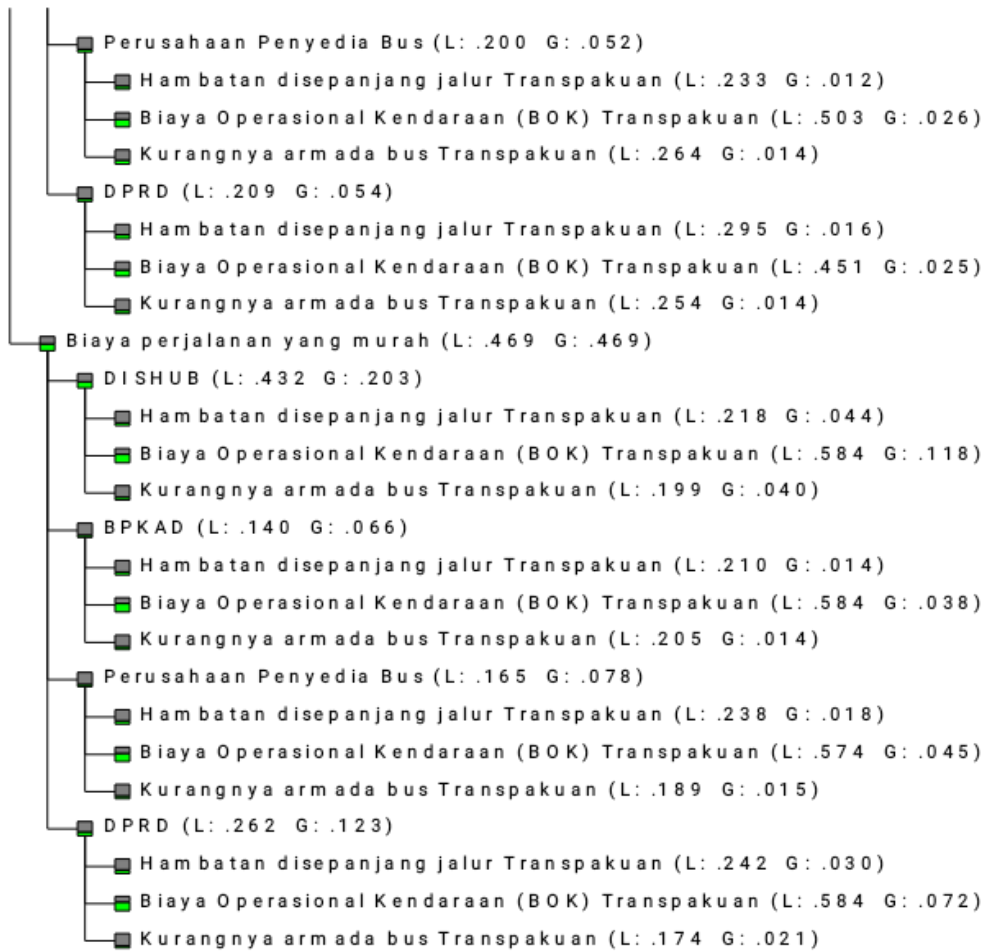 Perusahaan Penyedia Bus (L: .200 G: .052)
Hambatan disepanjang jalur Transpakuan (L: .233 G: .012)
Biaya Operasional Kendaraan (BOK) Transpakuan (L: .503 G: .026)
Kurangnya armada bus Transpakuan (L: .264 G: .014)
DPRD (L: .209 G: .054)
Hambatan disepanjang jalur Transpakuan (L: .295 G: .016)
Biaya Operasional Kendaraan (BOK) Transpakuan (L: .451 G: .025)
Kurangnya armada bus Transpakuan (L: .254 G: .014)
Biaya perjalanan yang murah (L: .469 G: .469)
DISHUB (L: .432 G: .203)
Hambatan disepanjang jalur Transpakuan (L: .218 G: .044)
Biaya Operasional Kendaraan (BOK) Transpakuan (L: .584 G: .118)
Kurangnya armada bus Transpakuan (L: .199 G: .040)
BPKAD (L: .140 G: .066)
Hambatan disepanjang jalur Transpakuan (L: .210 G: .014)
Biaya Operasional Kendaraan (BOK) Transpakuan (L: .584 G: .038)
Kurangnya armada bus Transpakuan (L: .205 G: .014)
Perusahaan Penyedia Bus (L: .165 G: .078)
Hambatan disepanjang jalur Transpakuan (L: .238 G: .018)
Biaya Operasional Kendaraan (BOK) Transpakuan (L: .574 G: .045)
Kurangnya armada bus Transpakuan (L: .189 G: .015)
DPRD (L: .262 G: .123)
Hambatan disepanjang jalur Transpakuan (L: .242 G: .030)
Biaya Operasional Kendaraan (BOK) Transpakuan (L: .584 G: .072)
Kurangnya armada bus Transpakuan (L: .174 G: .021)